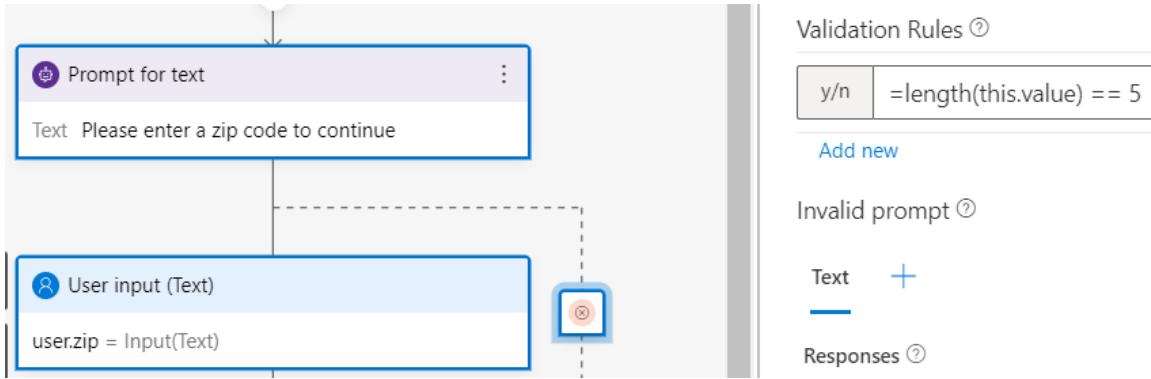 Prompt for text
Text Please enter a zip code to continue
User input (Text)
user.zip = Input(Text)
Validation Rules
y/n =length(this.value) == 5
Add new
Invalid prompt
Text +
Responses